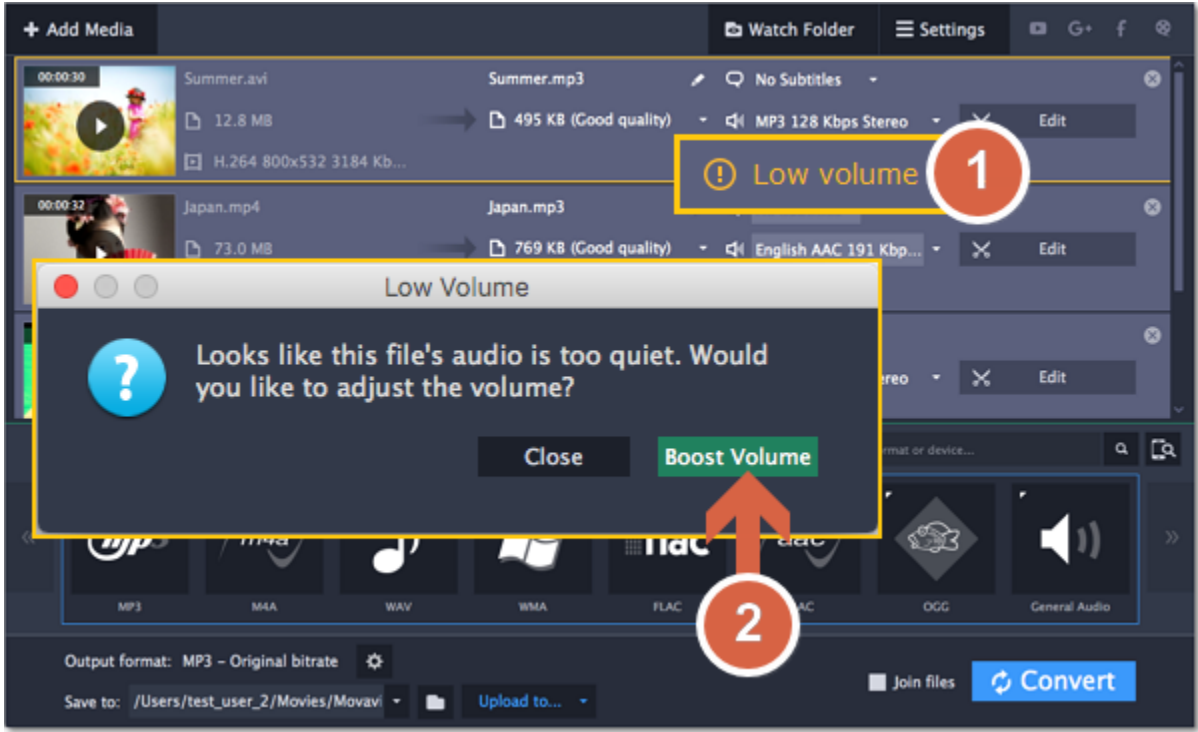 + Add Media
Watch Folder
Settings
G+
f
00:00:30
Summer.avi
Summer.mp3
No Subtitles
12.8 MB
495 KB (Good quality)
MP3 128 Kbps Stereo
Edit
H.264 800x532 3184 Kb...
Low volume
1
00:00:32
Japan.mp4
Japan.mp3
73.0 MB
769 KB (Good quality)
English AAC 191 Kbp...
Edit
Low Volume
Looks like this file's audio is too quiet. Would
you like to adjust the volume?
Edit
Close
Boost Volume
or device...
MP3
M4A
WAV
WMA
FLAC
OGG
General Audio
2
Output format: MP3 – Original bitrate
Join files
Convert
Save to: /Users/test_user_2/Movies/Movavi
Upload to...